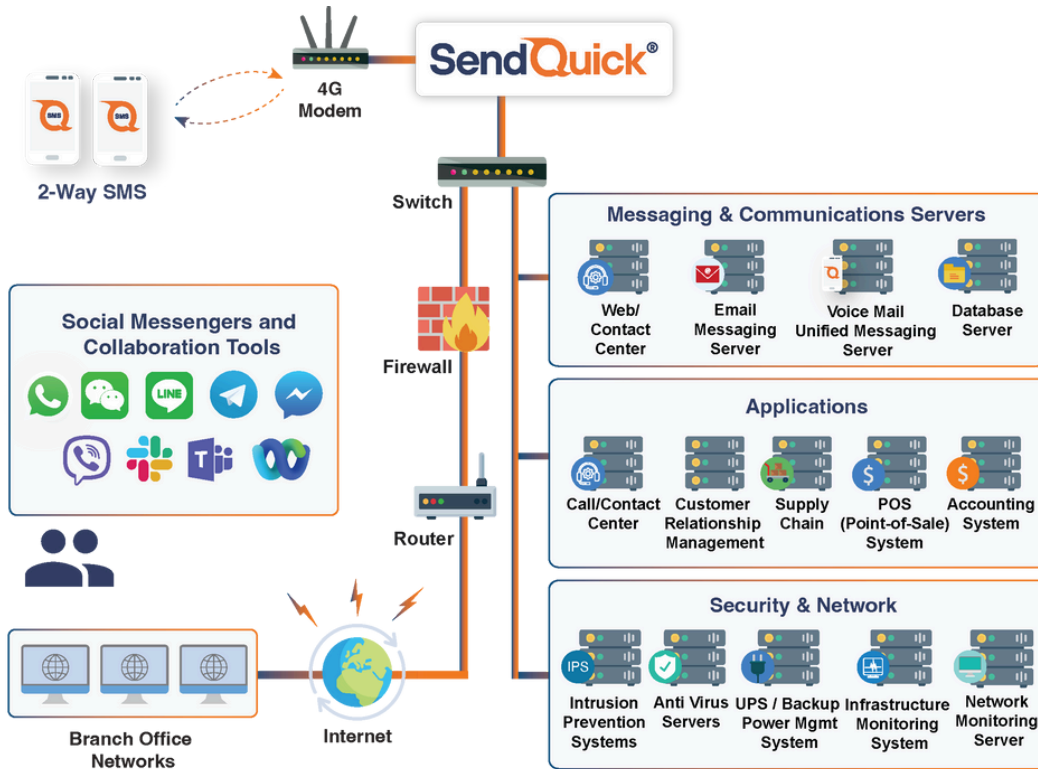 SendQuick®
4G
Modem
SMS
SMS
2-Way SMS
Switch
Messaging & Communications Servers
Web/
Contact
Center
Email
Messaging
Server
Voice Mail
Unified Messaging
Server
Database
Server
Social Messengers and
Collaboration Tools
LINE
T
Firewall
Applications
Call/Contact
Center
Customer
Relationship
Management
Supply
Chain
$
POS
(Point-of-Sale)
System
$
Accounting
System
Router
Security & Network
IPS
Intrusion
Prevention
Systems
Anti Virus
Servers
UPS / Backup
Power Mgmt
System
Infrastructure
Monitoring
System
Network
Monitoring
Server
Internet
Branch Office
Networks